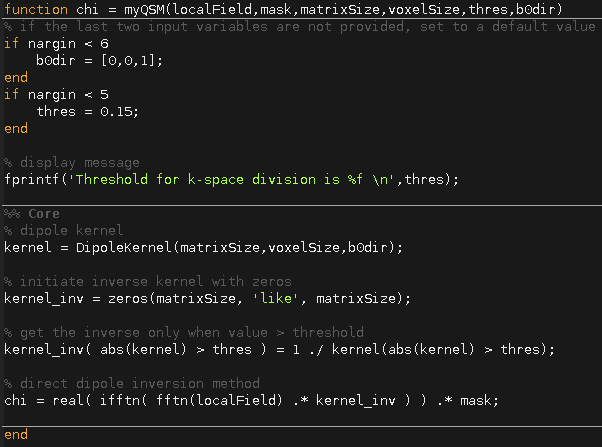 function chi = myQSM(localField,mask,matrixSize,voxelSize,thres,b0dir)
% if the last two input variables are not provided, set to a default value
if nargin < 6
    b0dir = [0,0,1];
end
if nargin < 5
    thres = 0.15;
end
% display message
fprintf('Threshold for k-space division is %f \n',thres);
%% Core
% dipole kernel
kernel = DipoleKernel(matrixSize,voxelSize,b0dir);
% initiate inverse kernel with zeros
kernel_inv = zeros(matrixSize, 'like', matrixSize);
% get the inverse only when value > threshold
kernel_inv( abs(kernel) > thres ) = 1 ./ kernel(abs(kernel) > thres);
% direct dipole inversion method
chi = real( ifftn( fftn(localField) .* kernel_inv ) ) .* mask;
end